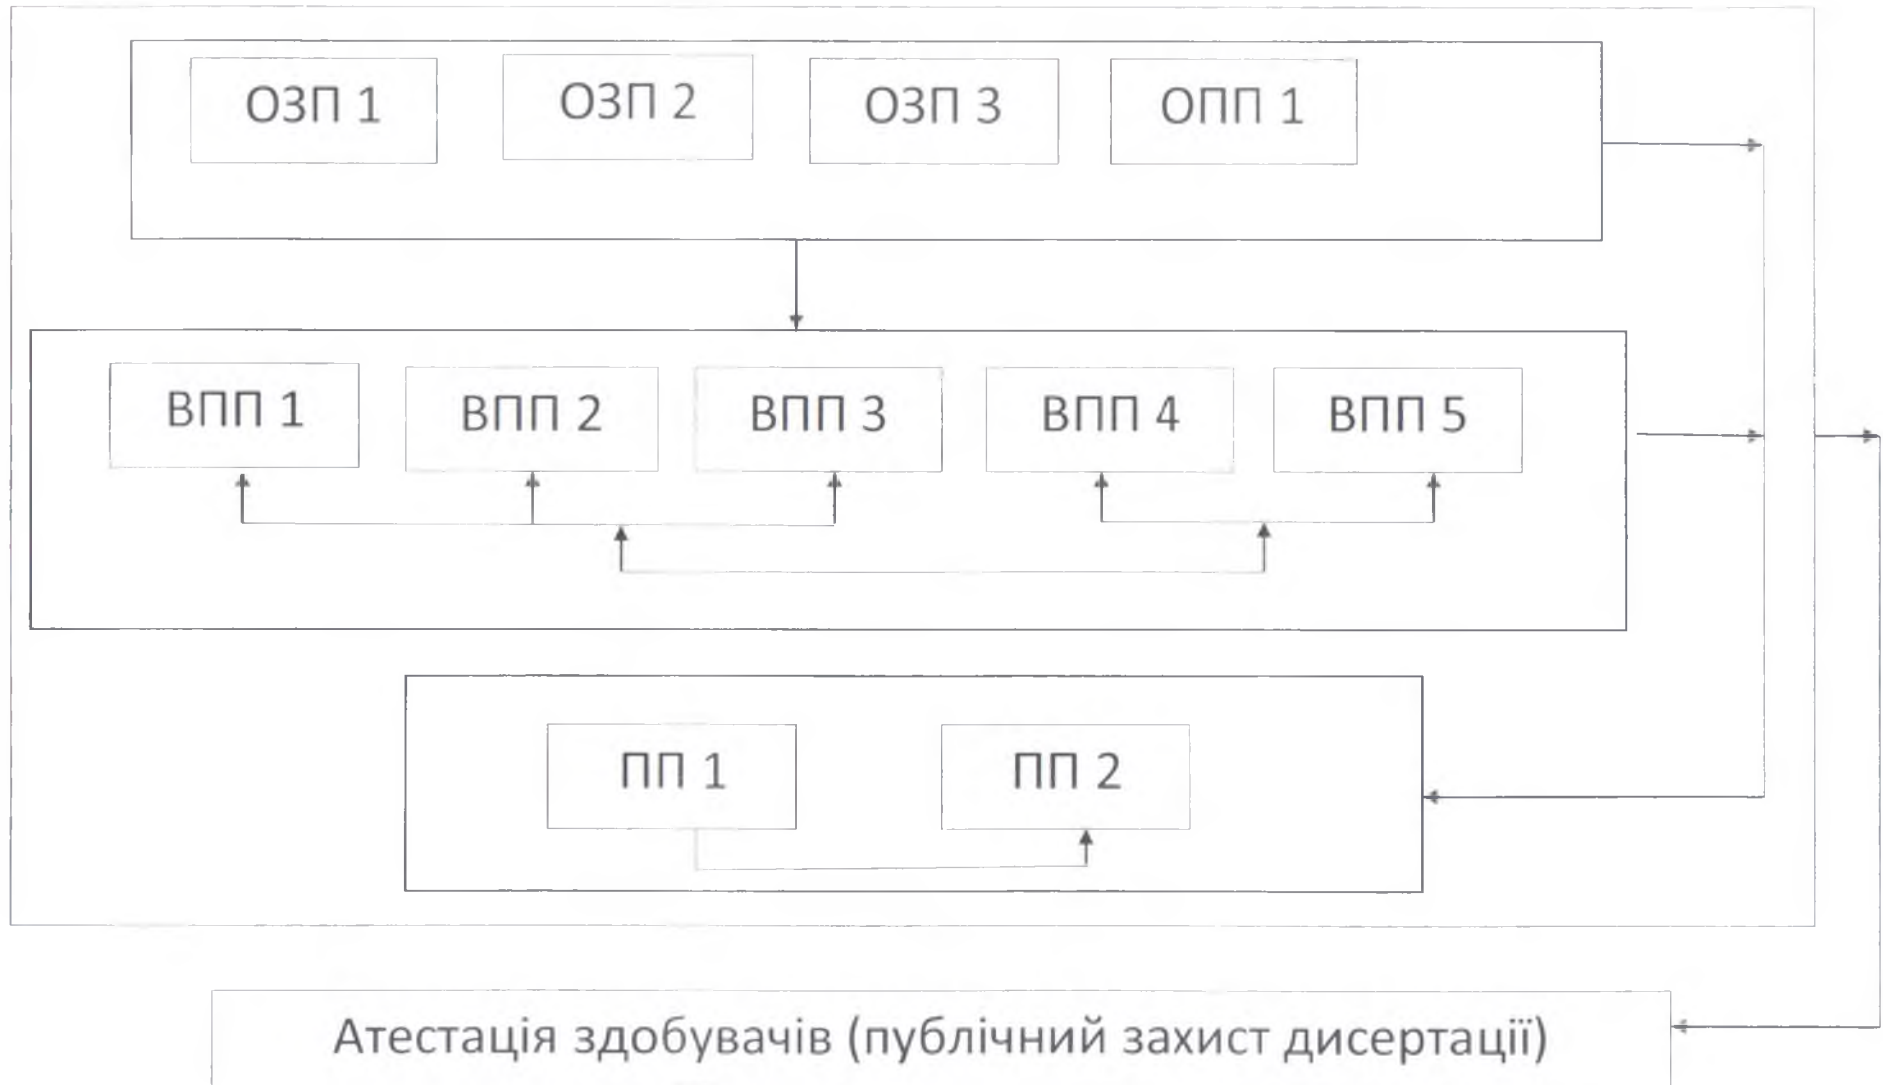 ОЗП 1 ОЗП 2 ОЗП 3 ОПП 1
ВПП 1 ВПП 2 ВПП 3 ВПП 4 ВПП 5
ПП 1 ПП 2
Атестація здобувачів (публічний захист дисертації)